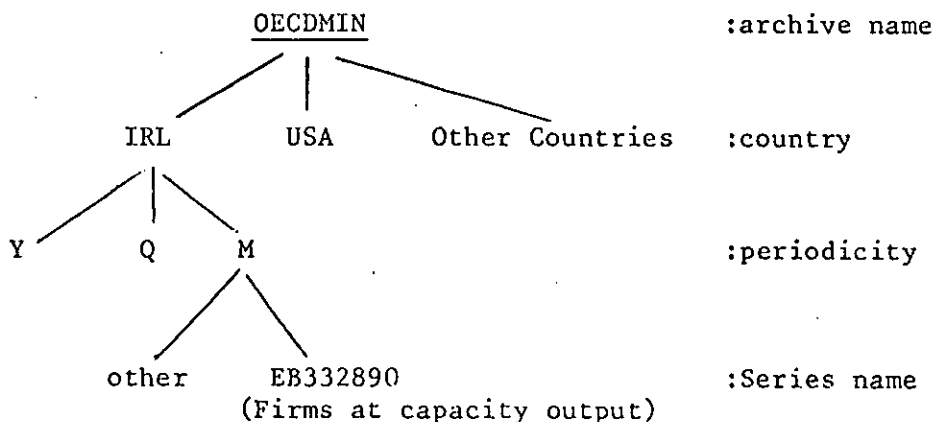 OECDMIN :archive name
IRL USA Other Countries :country
Y Q M :periodicity
other EB332890 :Series name
(Firms at capacity output)